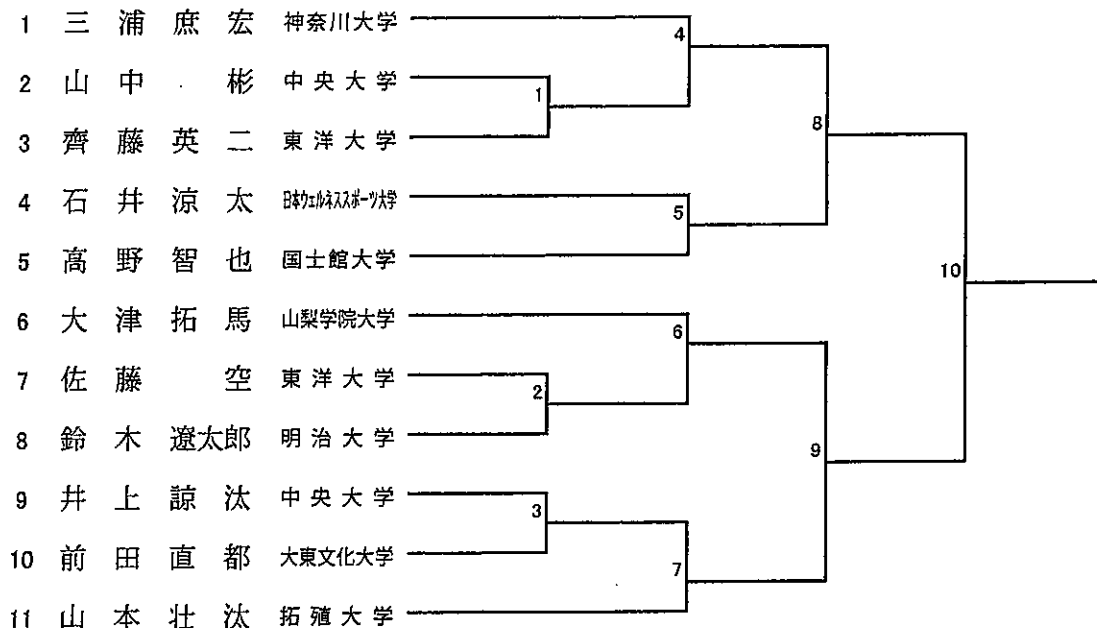 1 三浦庶宏 神奈川大学
2 山中 彬 中央大学
3 齊藤英二 東洋大学
4 石井涼太 日本ウェルネススポーツ大学
5 髙野智也 国士館大学
6 大津拓馬 山梨学院大学
7 佐藤 空 東洋大学
8 鈴木遼太郎 明治大学
9 井上諒汰 中央大学
10 前田直都 大東文化大学
11 山本壮汰 拓殖大学
4
1
8
5
10
6
2
9
3
7